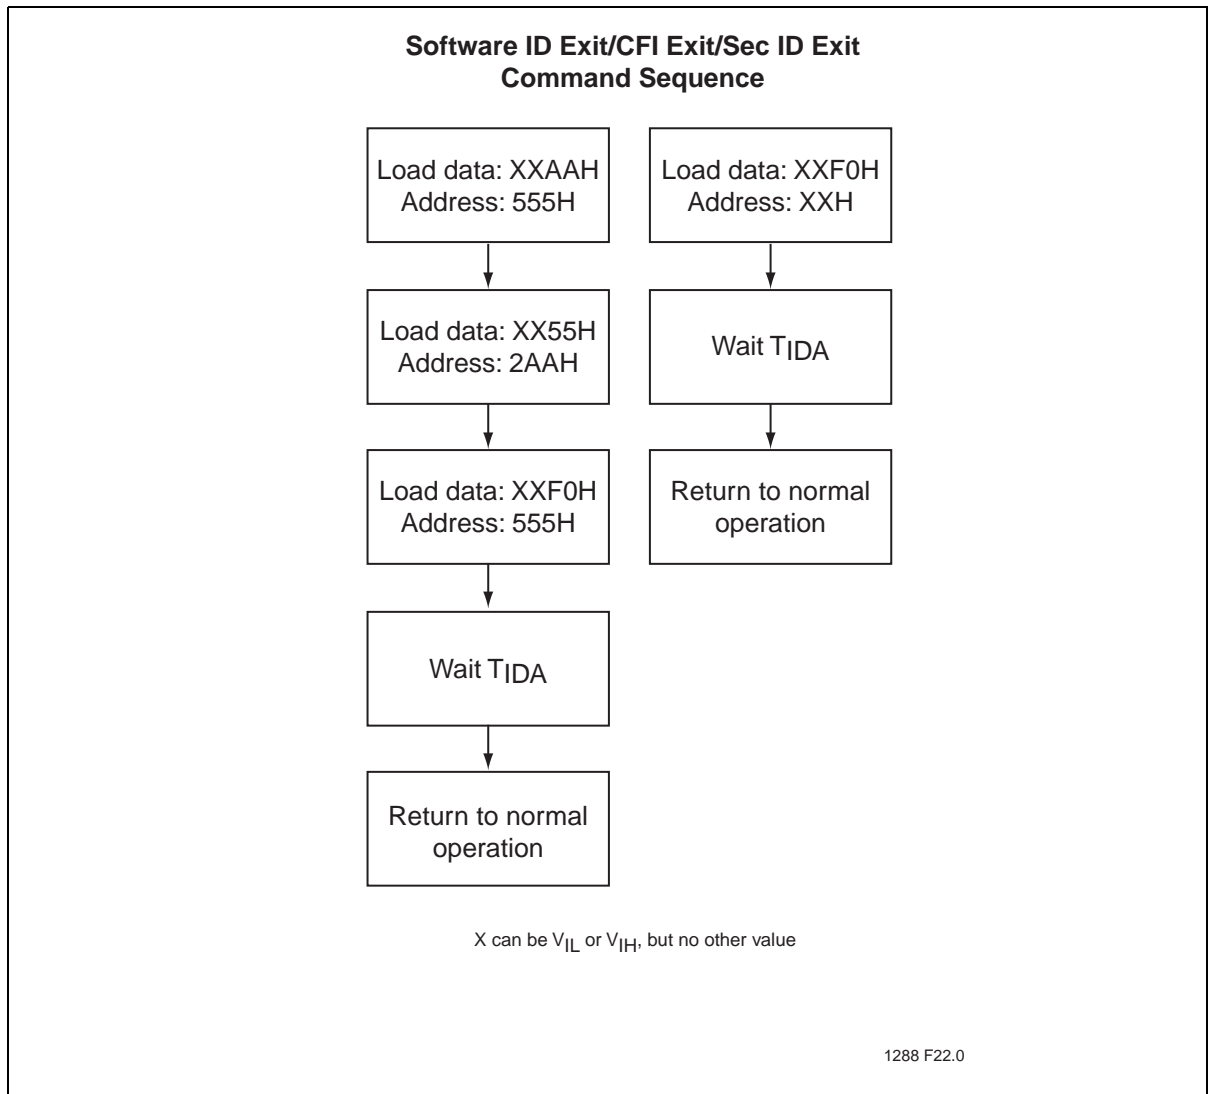 Software ID Exit/CFI Exit/Sec ID Exit
Command Sequence
Load data: XXAAH
Address: 555H
Load data: XX55H
Address: 2AAH
Load data: XXF0H
Address: 555H
Wait TIDA
Return to normal
operation
Load data: XXF0H
Address: XXH
Wait TIDA
Return to normal
operation
X can be VIL or VIH, but no other value
1288 F22.0